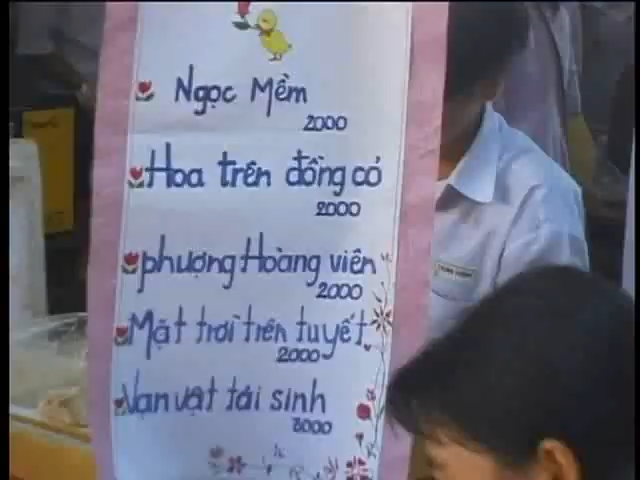 Ngọc Mềm
2000
Hoa trên đồng cỏ
2000
phượng Hoàng viên
2000
Mặt trời trên tuyết
2000
Vạn vật tái sinh
3000